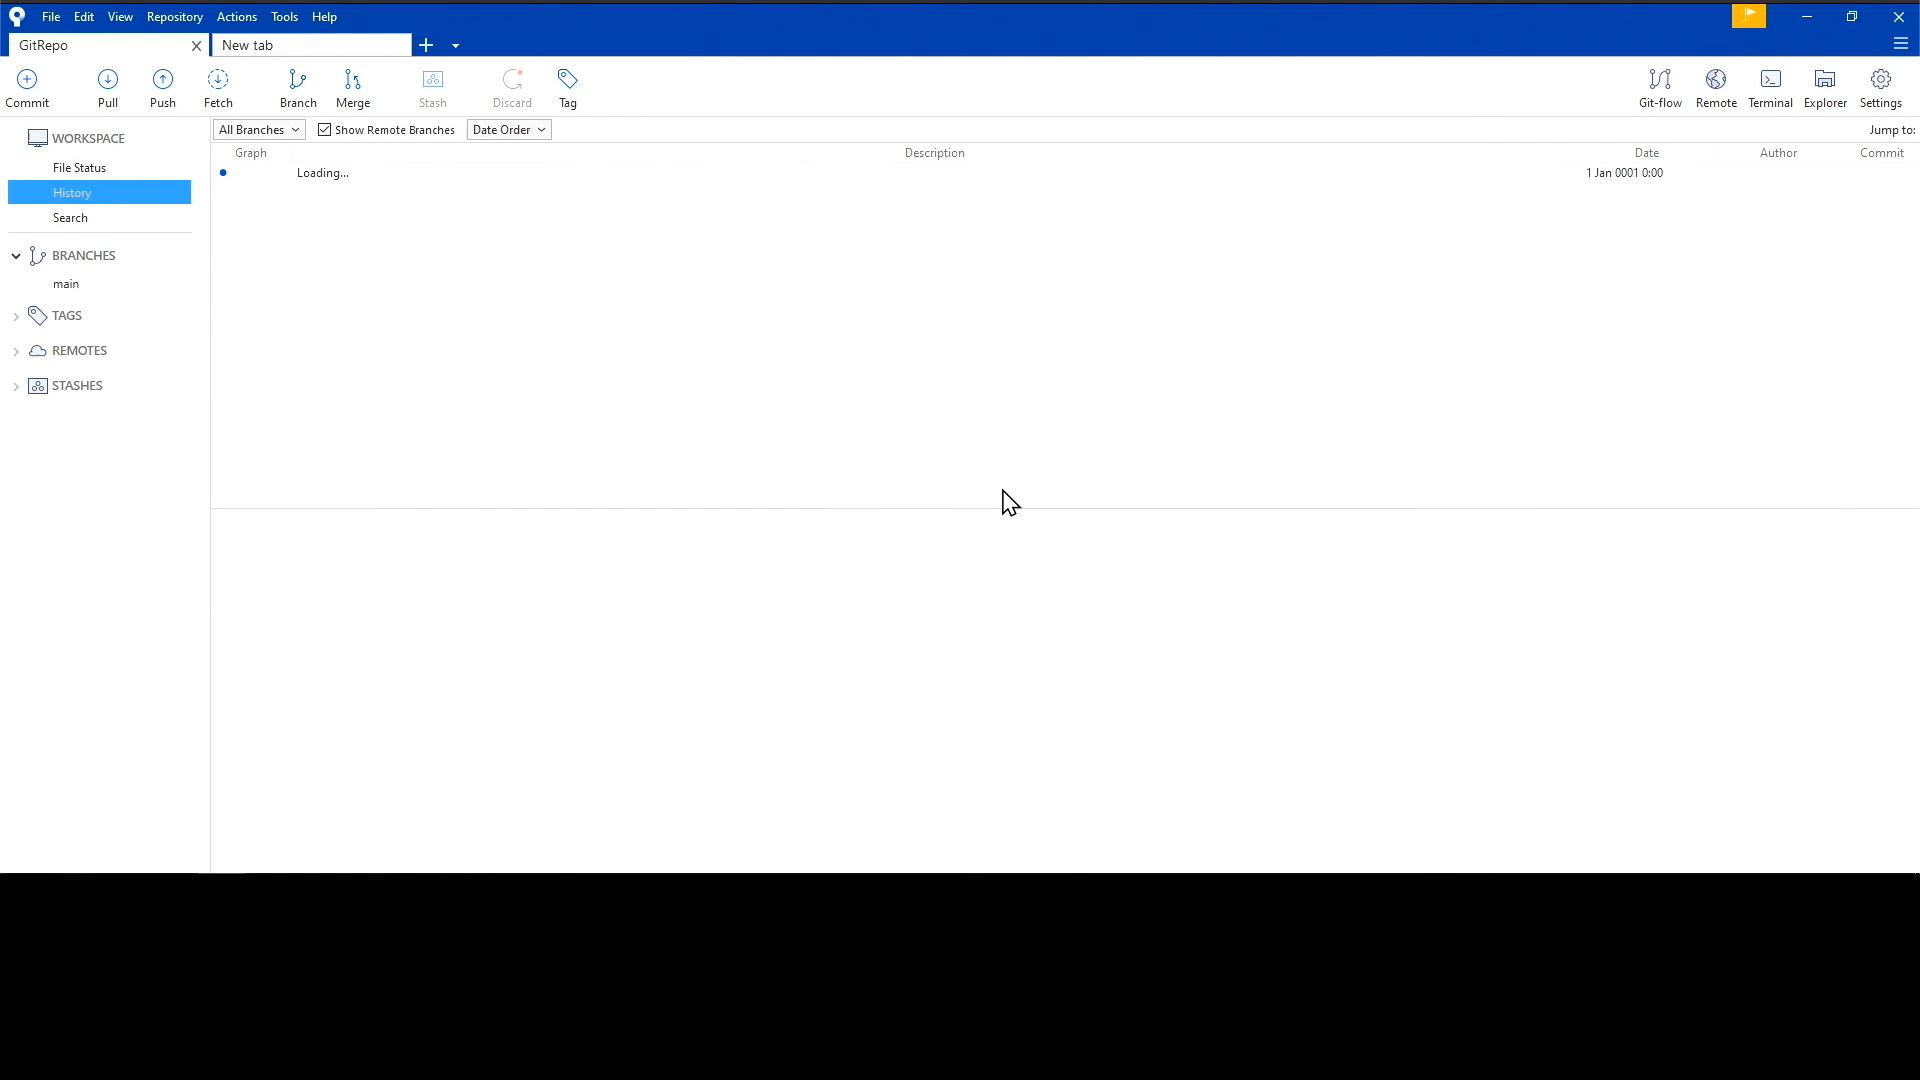 File Edit View Repository Actions Tools Help
GitRepo New tab
Commit Pull Push Fetch Branch Merge Stash Discard Tag Git-flow Remote Terminal Explorer Settings
WORKSPACE
File Status
History
Search
BRANCHES
main
TAGS
REMOTES
STASHES
All Branches Show Remote Branches Date Order Jump to:
Graph Description Date Author Commit
Loading... 1 Jan 0001 0:00